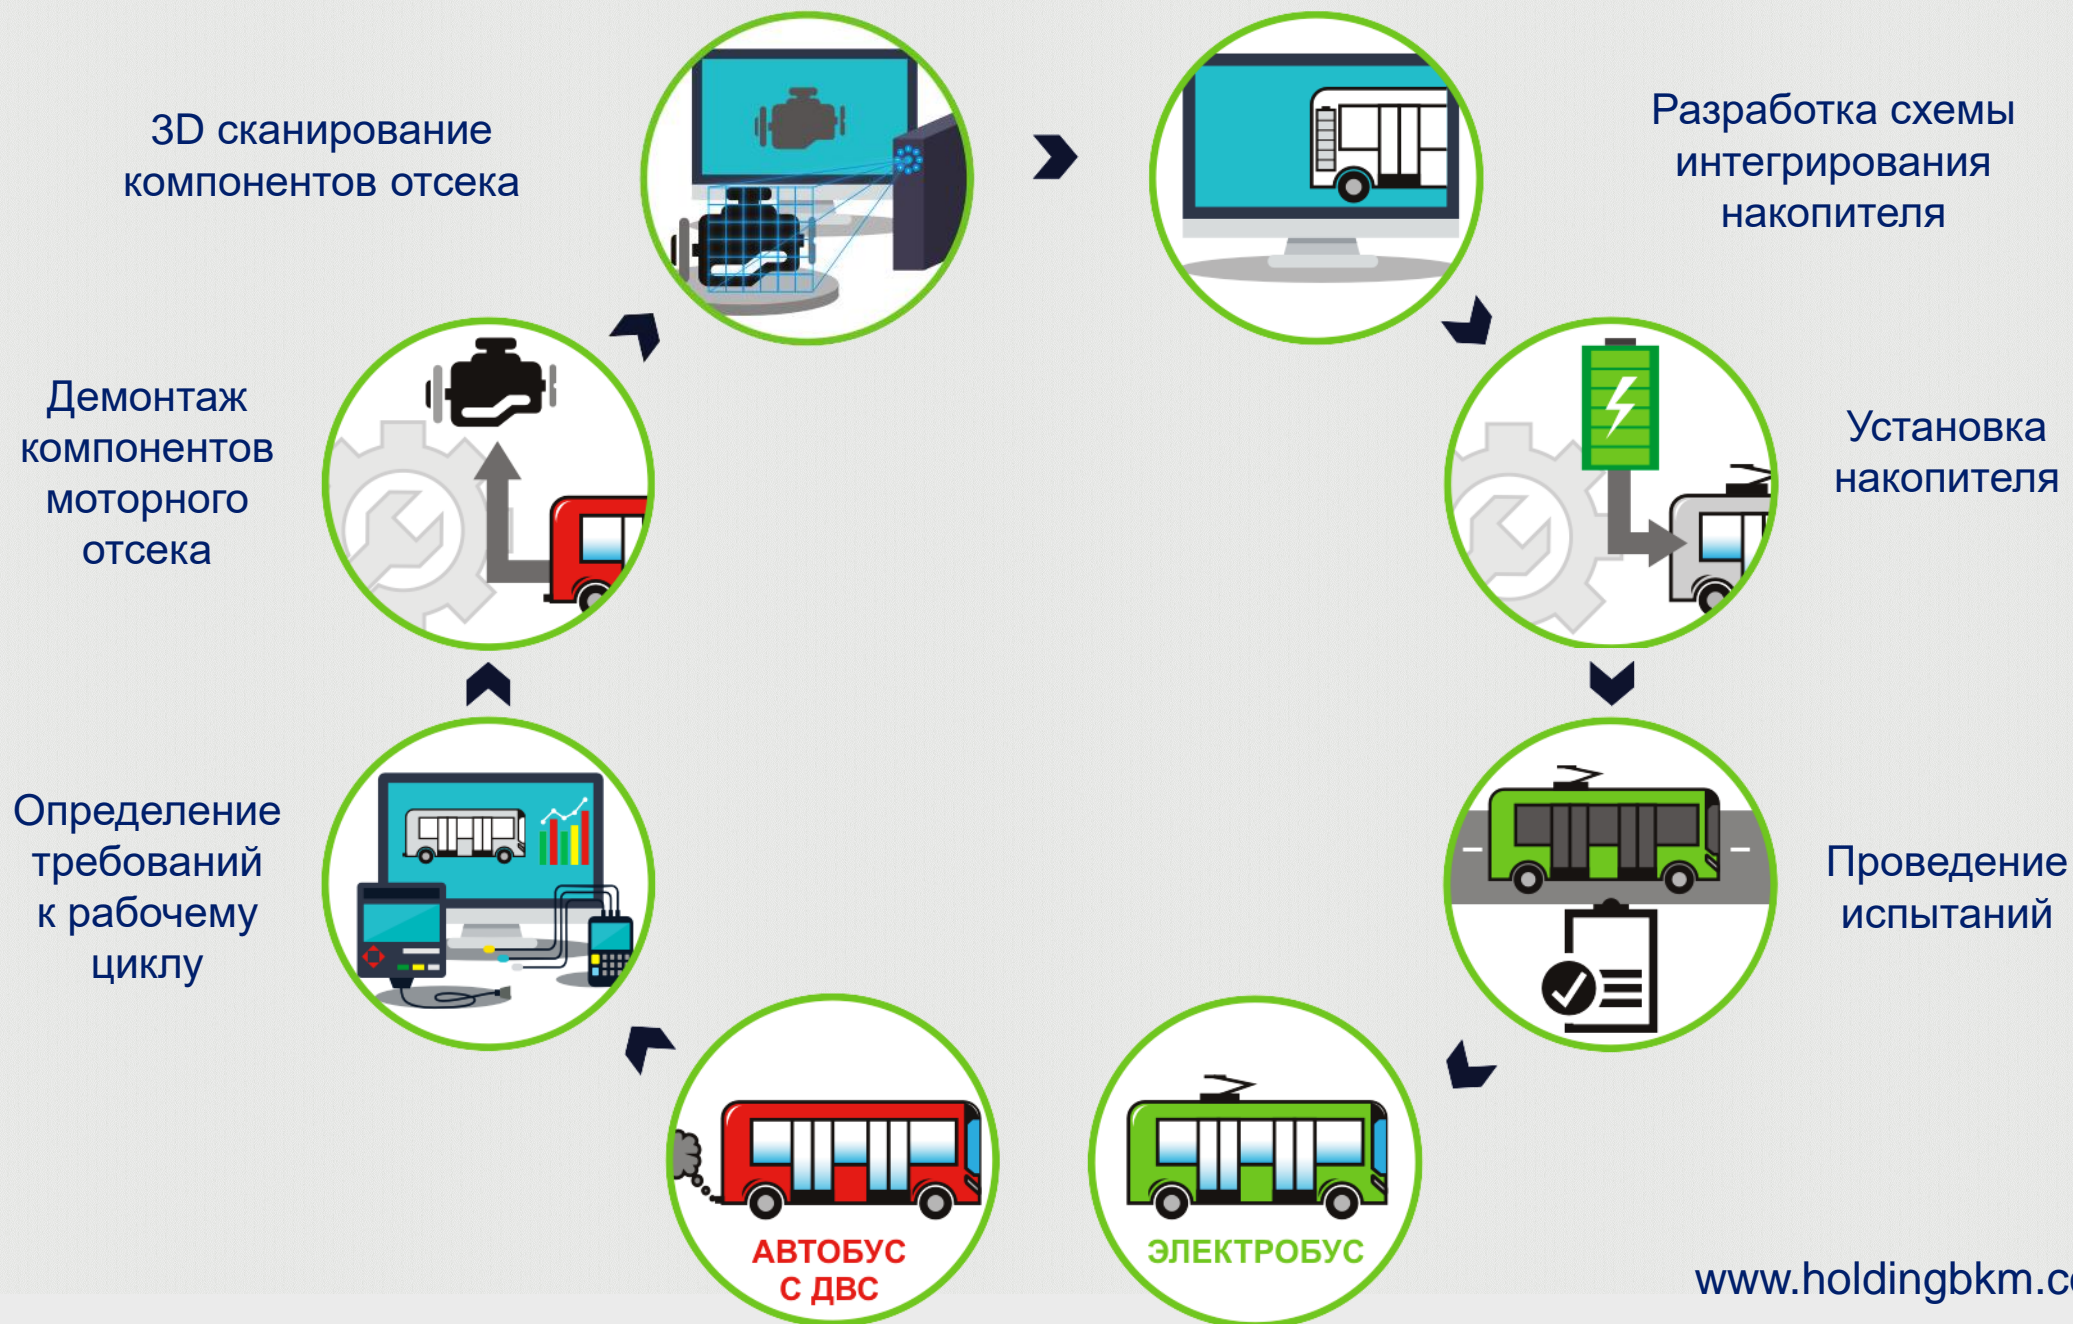 3D сканирование
компонентов отсека
Разработка схемы
интегрирования
накопителя
Демонтаж
компонентов
моторного
отсека
Установка
накопителя
Определение
требований
к рабочему
циклу
Проведение
испытаний
АВТОБУС
С ДВС
ЭЛЕКТРОБУС
www.holdingbkm.co